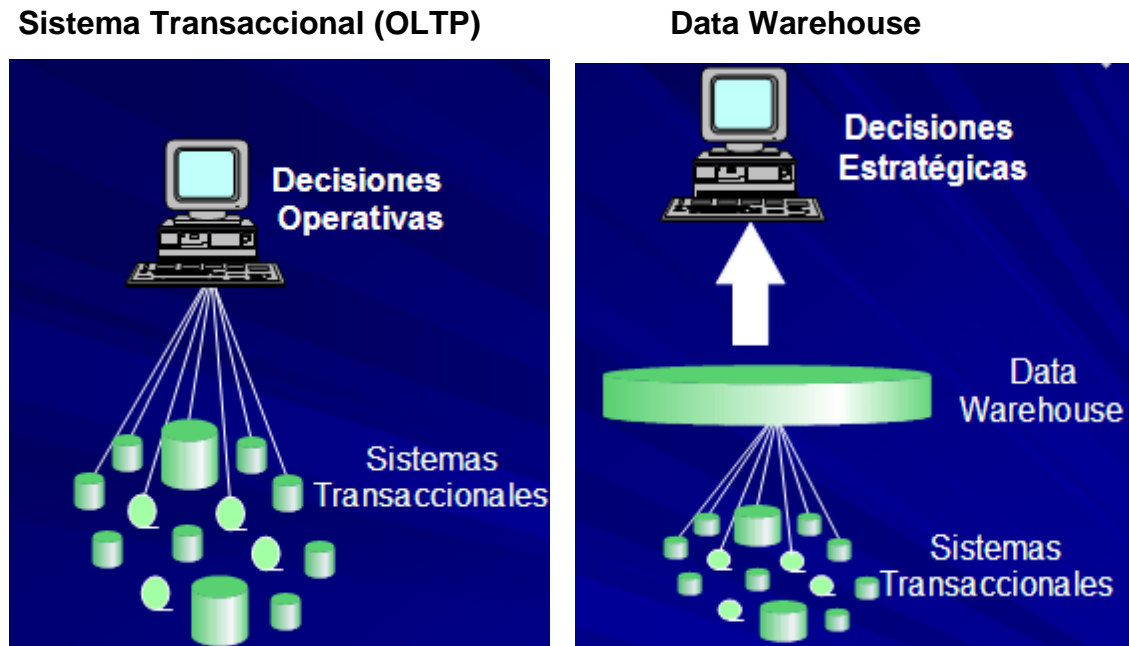 Sistema Transaccional (OLTP)
Decisiones
Operativas
Sistemas
Transaccionales
Data Warehouse
Decisiones
Estratégicas
Data
Warehouse
Sistemas
Transaccionales